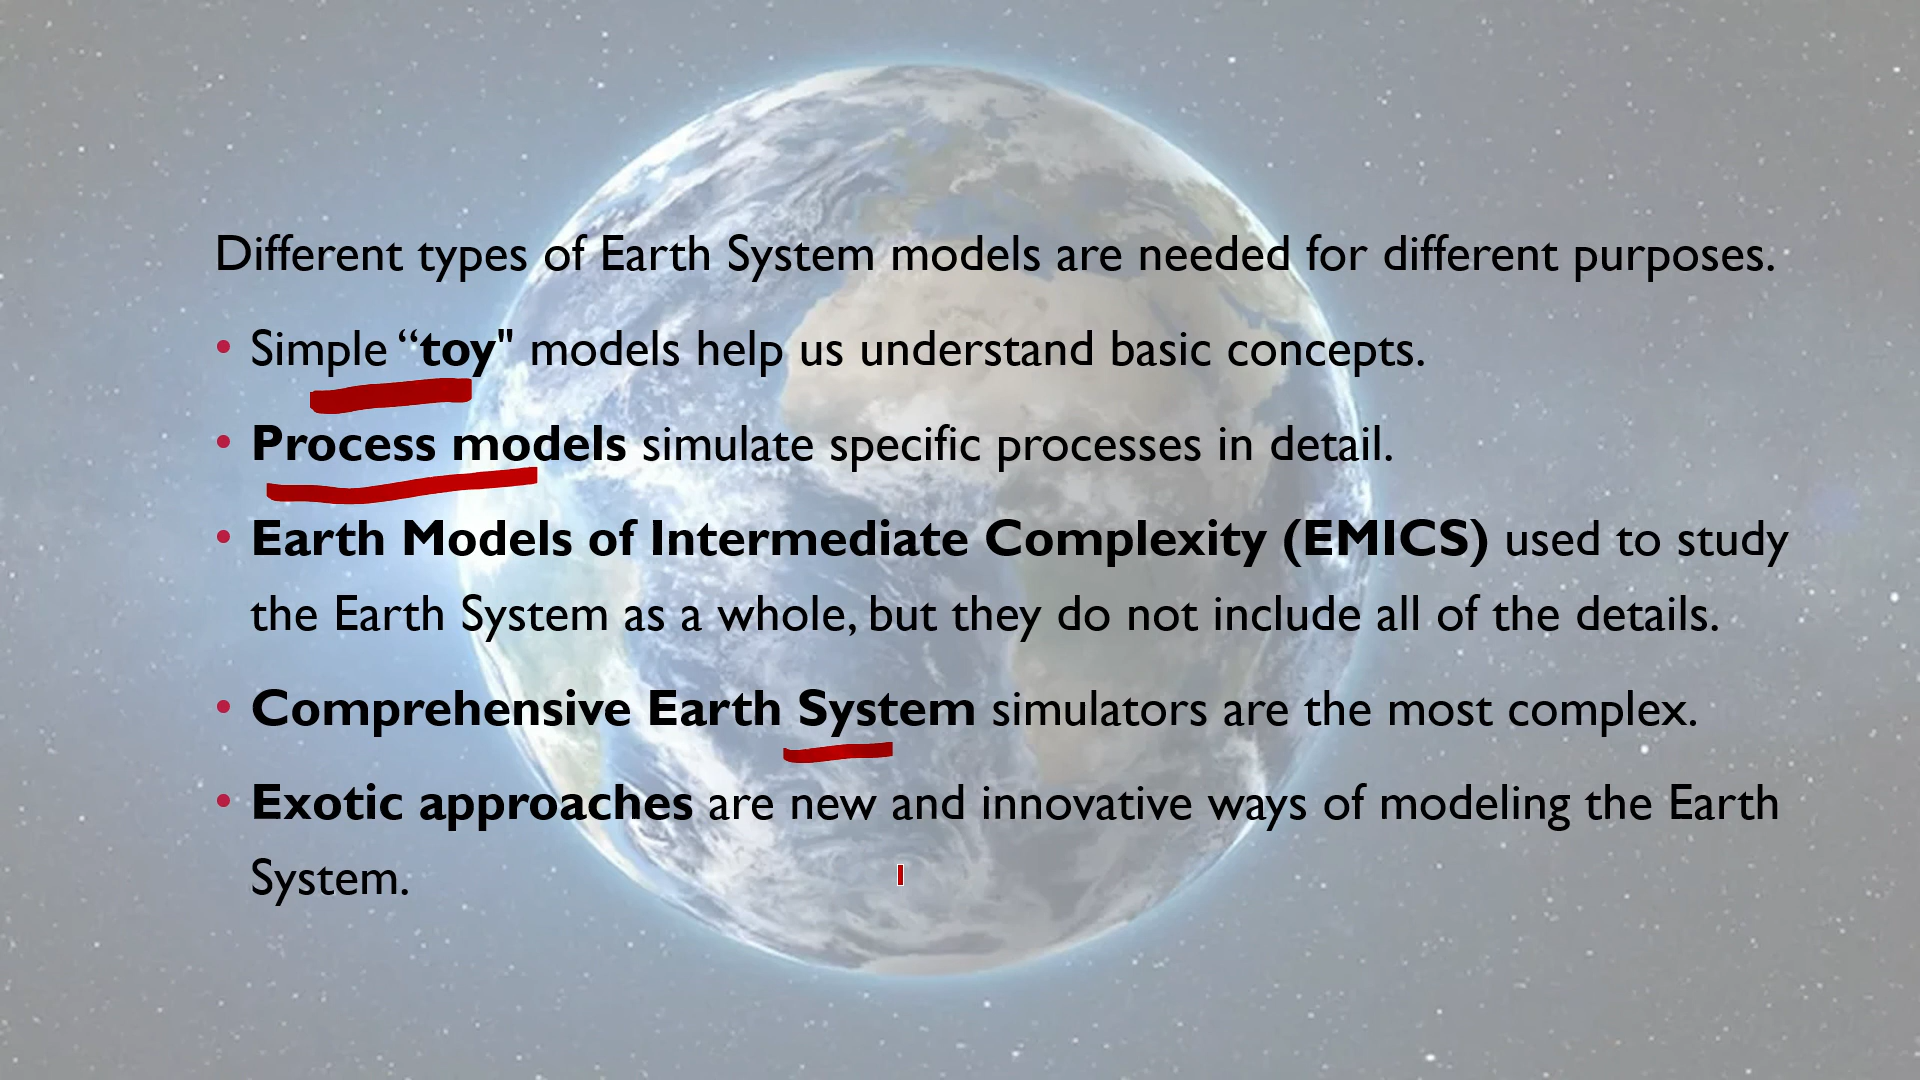 Different types of Earth System models are needed for different purposes.
• Simple “toy" models help us understand basic concepts.
• Process models simulate specific processes in detail.
• Earth Models of Intermediate Complexity (EMICS) used to study
the Earth System as a whole, but they do not include all of the details.
• Comprehensive Earth System simulators are the most complex.
• Exotic approaches are new and innovative ways of modeling the Earth
System.